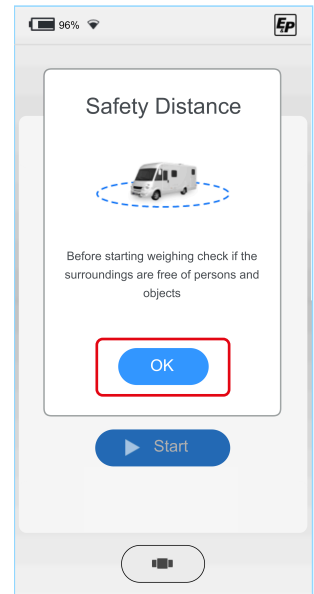 96%
EP
Safety Distance
Before starting weighing check if the
surroundings are free of persons and
objects
OK
Start